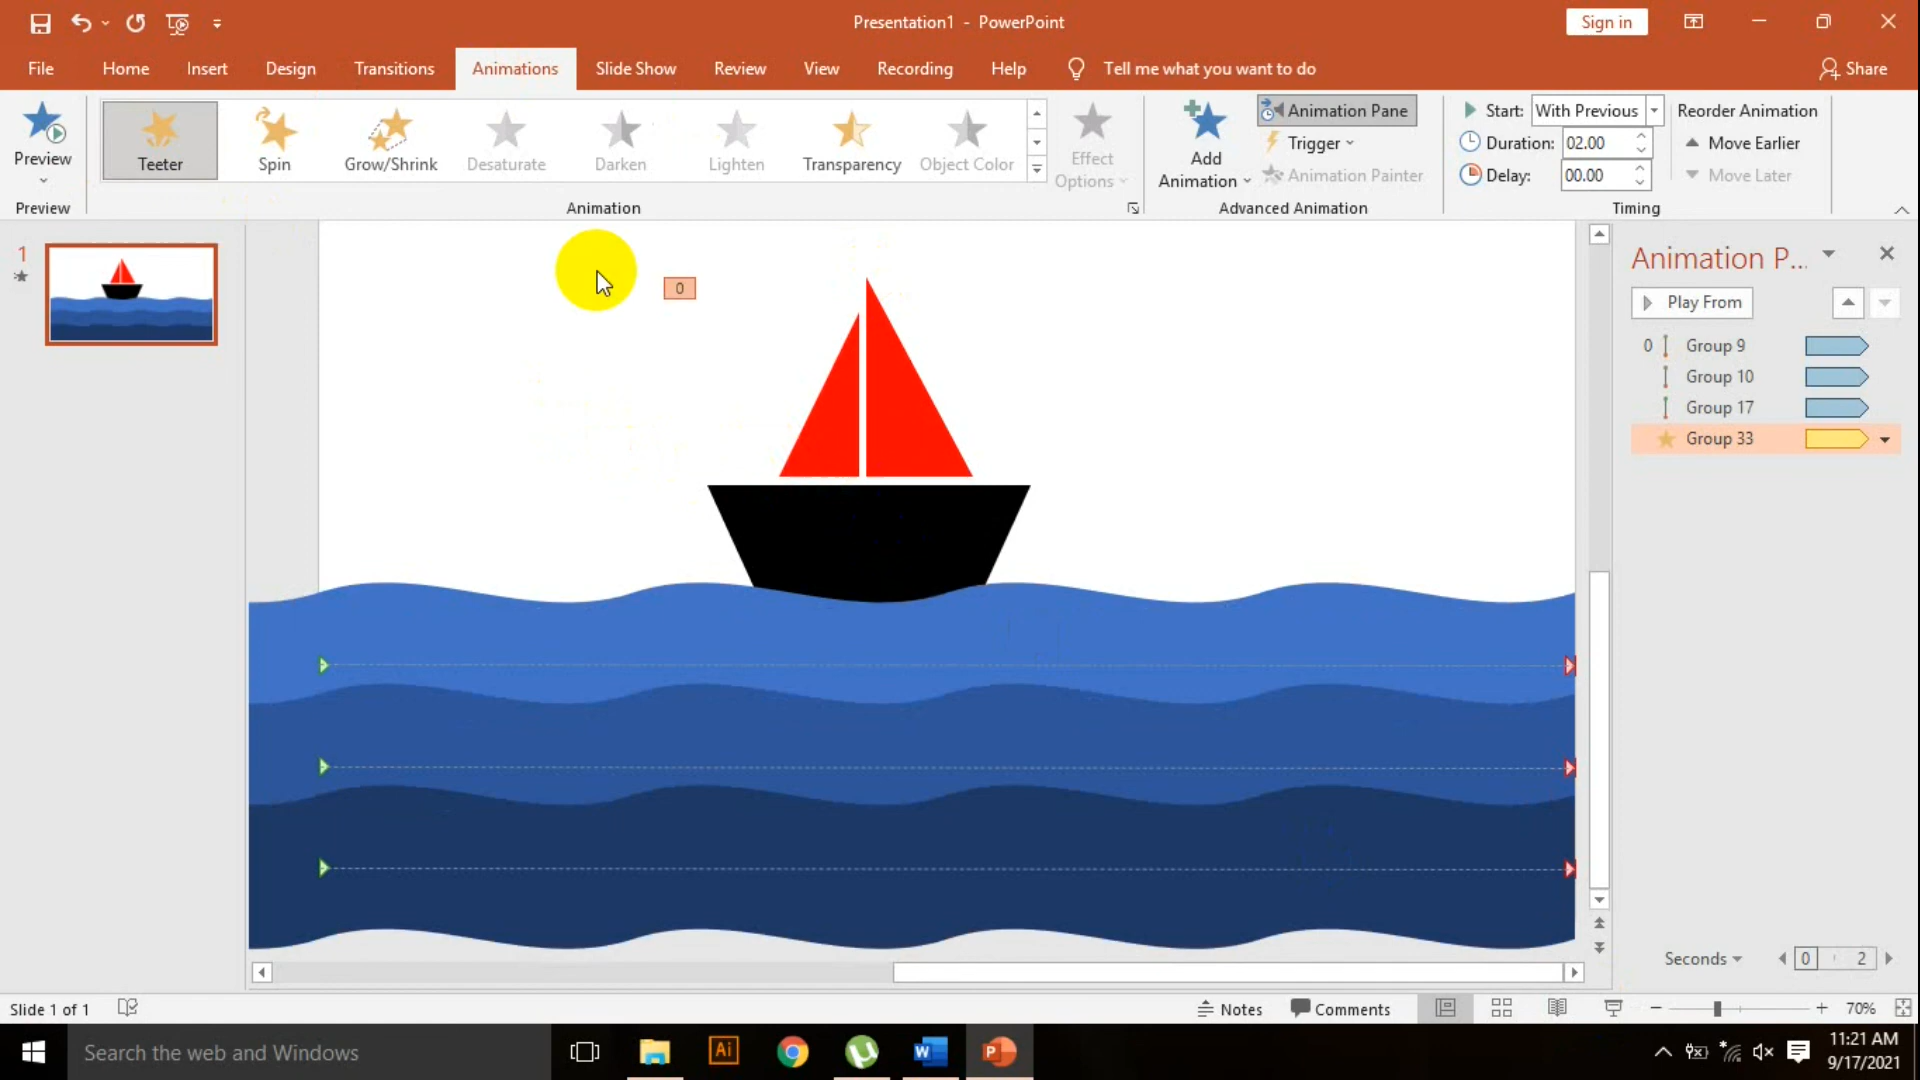 Presentation1 - PowerPoint
Sign in
File
Home
Insert
Design
Transitions
Animations
Slide Show
Review
View
Recording
Help
Tell me what you want to do
Share
Preview
Preview
Teeter
Spin
Grow/Shrink
Desaturate
Darken
Lighten
Transparency
Object Color
Animation
Effect
Options
Add
Animation
Animation Pane
Trigger
Animation Painter
Advanced Animation
Start: With Previous
Duration: 02.00
Delay: 00.00
Reorder Animation
Move Earlier
Move Later
Timing
1
0
Animation P...
Play From
0 Group 9
Group 10
Group 17
Group 33
Seconds
0 2
Slide 1 of 1
Notes
Comments
70%
Search the web and Windows
Ai
W
P
11:21 AM
9/17/2021